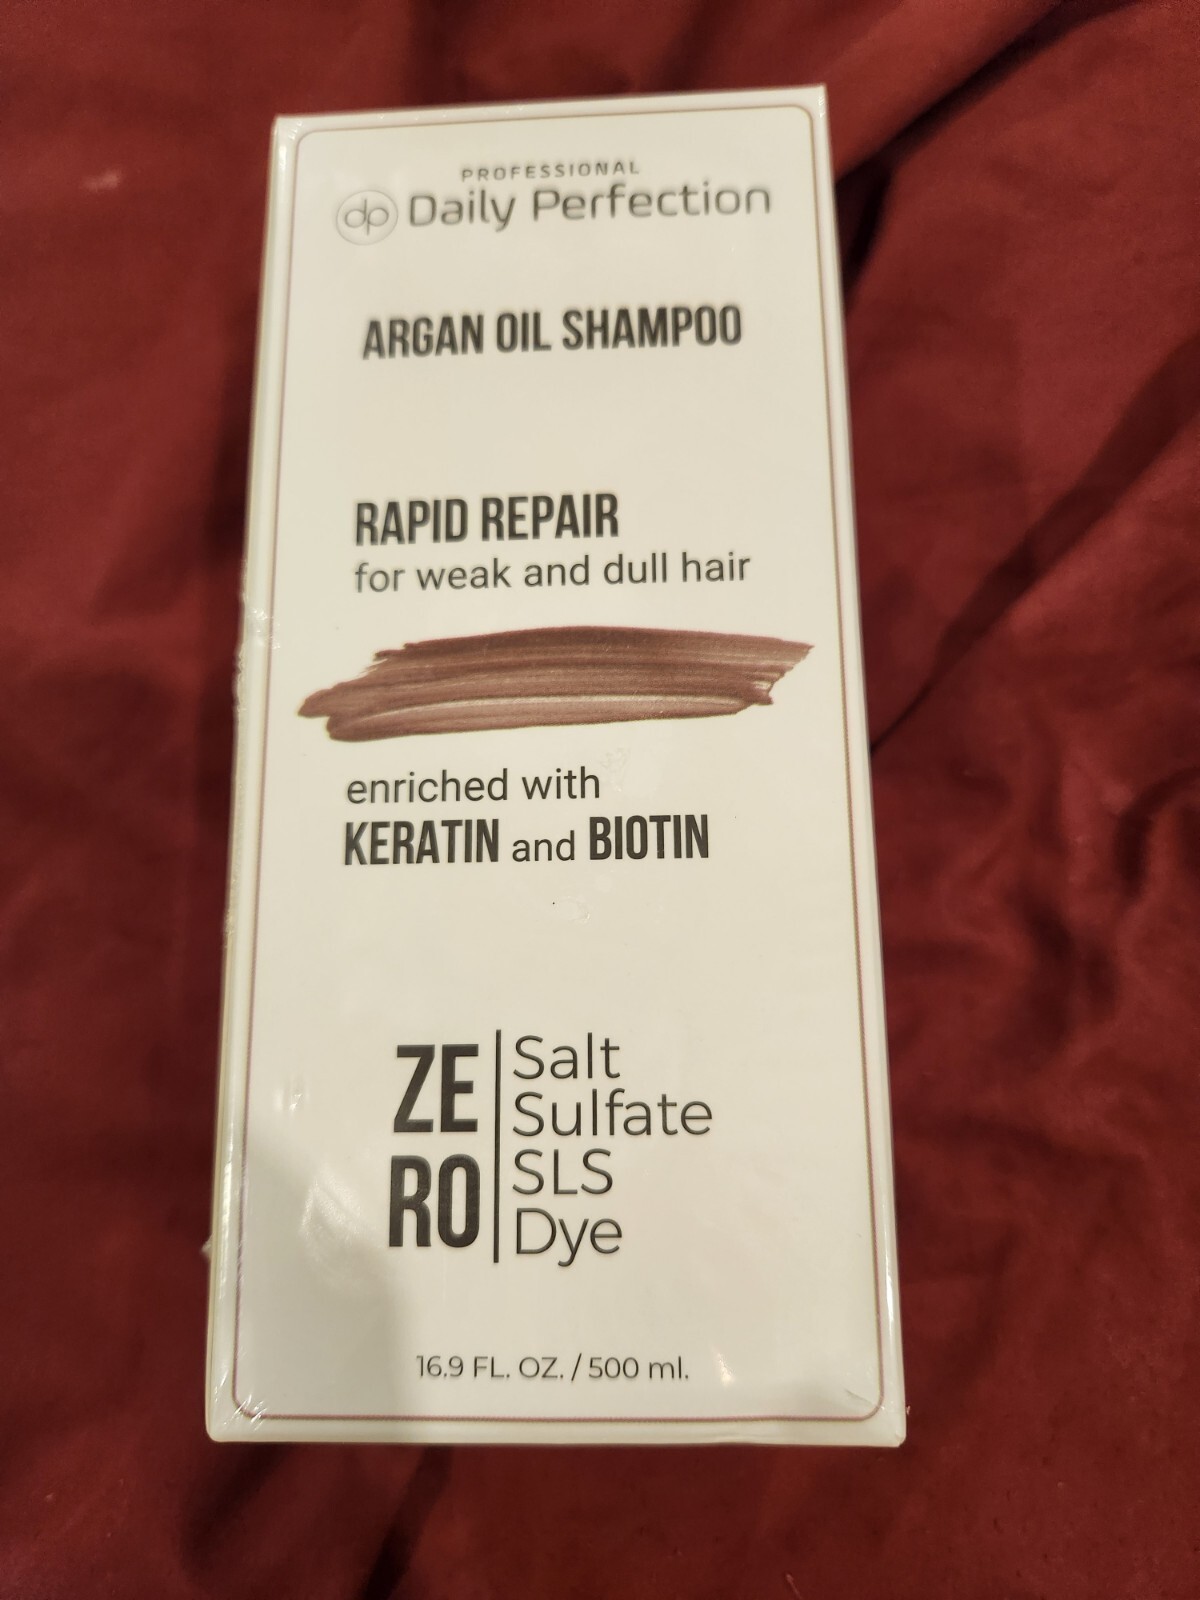 PROFESSIONAL
dp Daily Perfection
ARGAN OIL SHAMPOO
RAPID REPAIR
for weak and dull hair
enriched with
KERATIN and BIOTIN
ZE
RO
Salt
Sulfate
SLS
Dye
16.9 FL. OZ. / 500 ml.